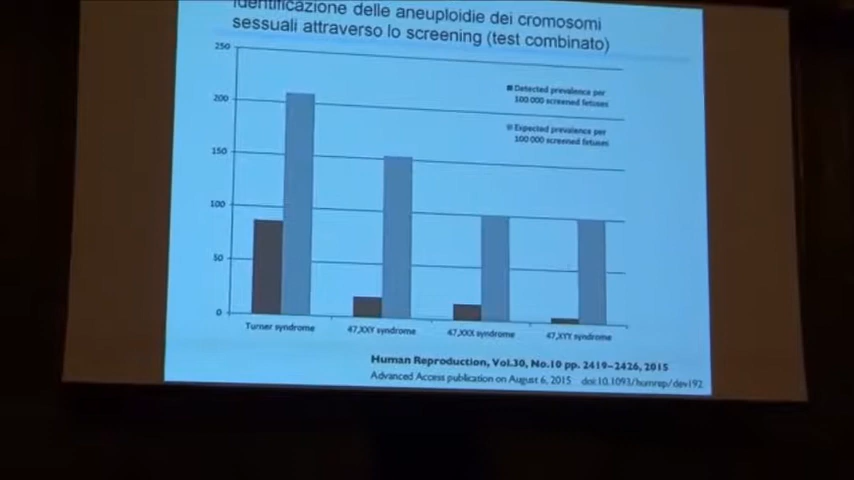 Identificazione delle aneuploidie dei cromosomi
sessuali attraverso lo screening (test combinato)
250
200
150
100
50
0
Detected prevalence per
100 000 screened fetuses
Expected prevalence per
100 000 screened fetuses
Turner syndrome
47,XXY syndrome
47,XXX syndrome
47,XYY syndrome
Human Reproduction, Vol.30, No.10 pp. 2419–2426, 2015
Advanced Access publication on August 6, 2015 doi:10.1093/humrep/dev192